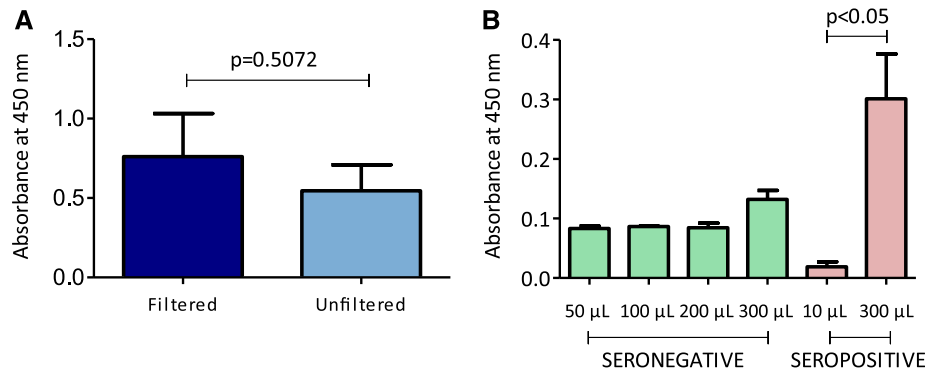 A
Absorbance at 450 nm
1.5
1.0
0.5
0.0
p=0.5072
Filtered
Unfiltered
B
Absorbance at 450 nm
0.4
0.3
0.2
0.1
0.0
p<0.05
50 µL 100 µL 200 µL 300 µL 10 µL 300 µL
SERONEGATIVE SEROPOSITIVE